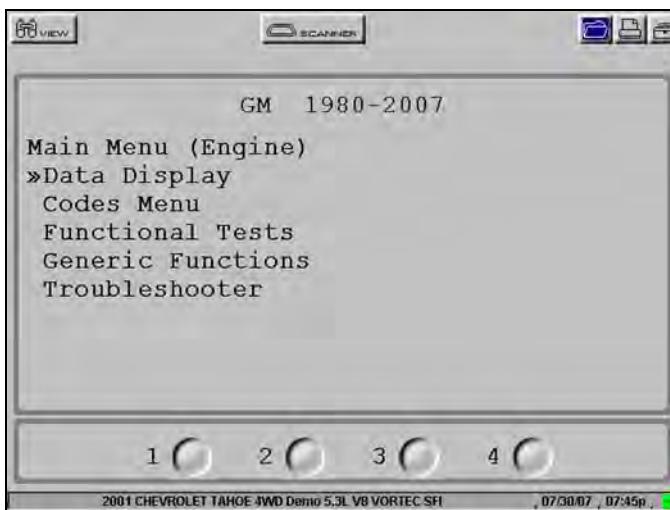 VIEW SCANNER
GM 1980-2007
Main Menu (Engine)
»Data Display
Codes Menu
Functional Tests
Generic Functions
Troubleshooter
1 2 3 4
2001 CHEVROLET TAHOE 4WD Demo 5.3L V8 VORTEC SFI , 07/30/07 , 07:45p ,